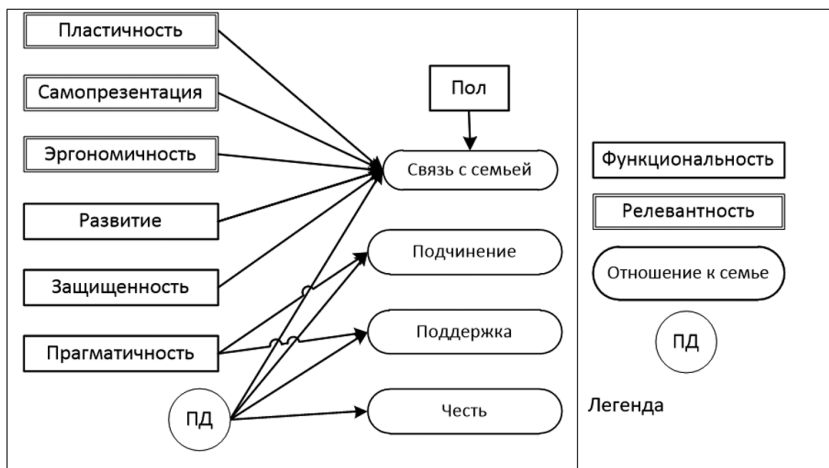 Пластичность
Самопрезентация
Эргономичность
Развитие
Защищенность
Прагматичность
ПД
Пол
Связь с семьей
Подчинение
Поддержка
Честь
Функциональность
Релевантность
Отношение к семье
ПД
Легенда